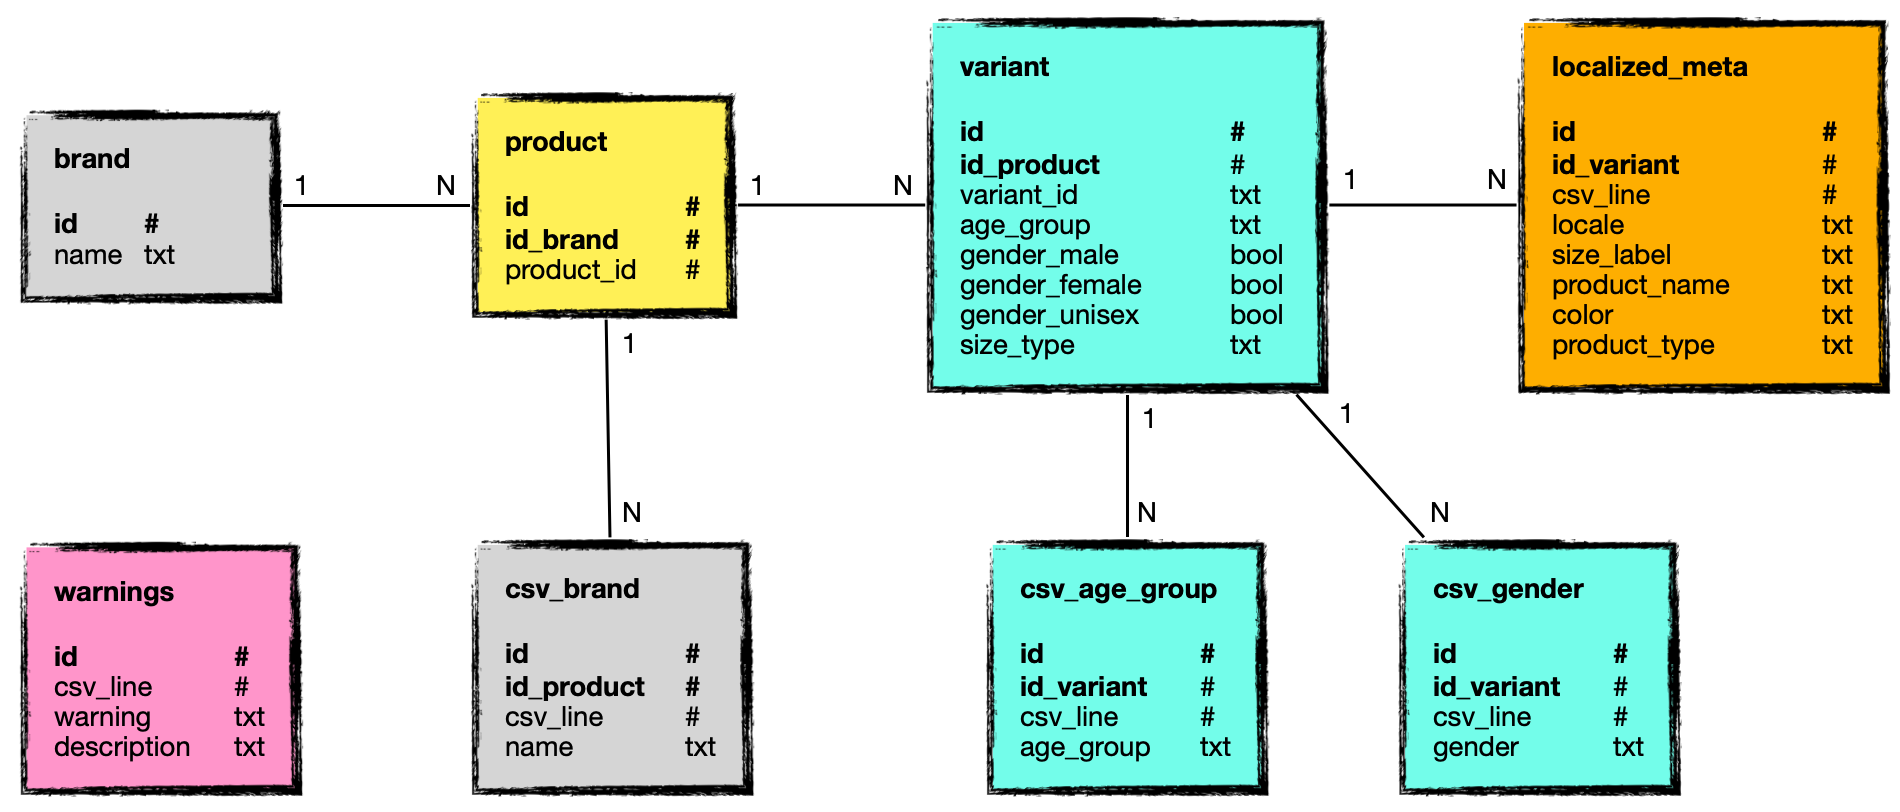 brand
id #
name txt
1 N
product
id #
id_brand #
product_id #
1 N
variant
id #
id_product #
variant_id txt
age_group txt
gender_male bool
gender_female bool
gender_unisex bool
size_type txt
1 N
localized_meta
id #
id_variant #
csv_line #
locale txt
size_label txt
product_name txt
color txt
product_type txt
1
N
1
N
1
N
warnings
id #
csv_line #
warning txt
description txt
csv_brand
id #
id_product #
csv_line #
name txt
csv_age_group
id #
id_variant #
csv_line #
age_group txt
csv_gender
id #
id_variant #
csv_line #
gender txt